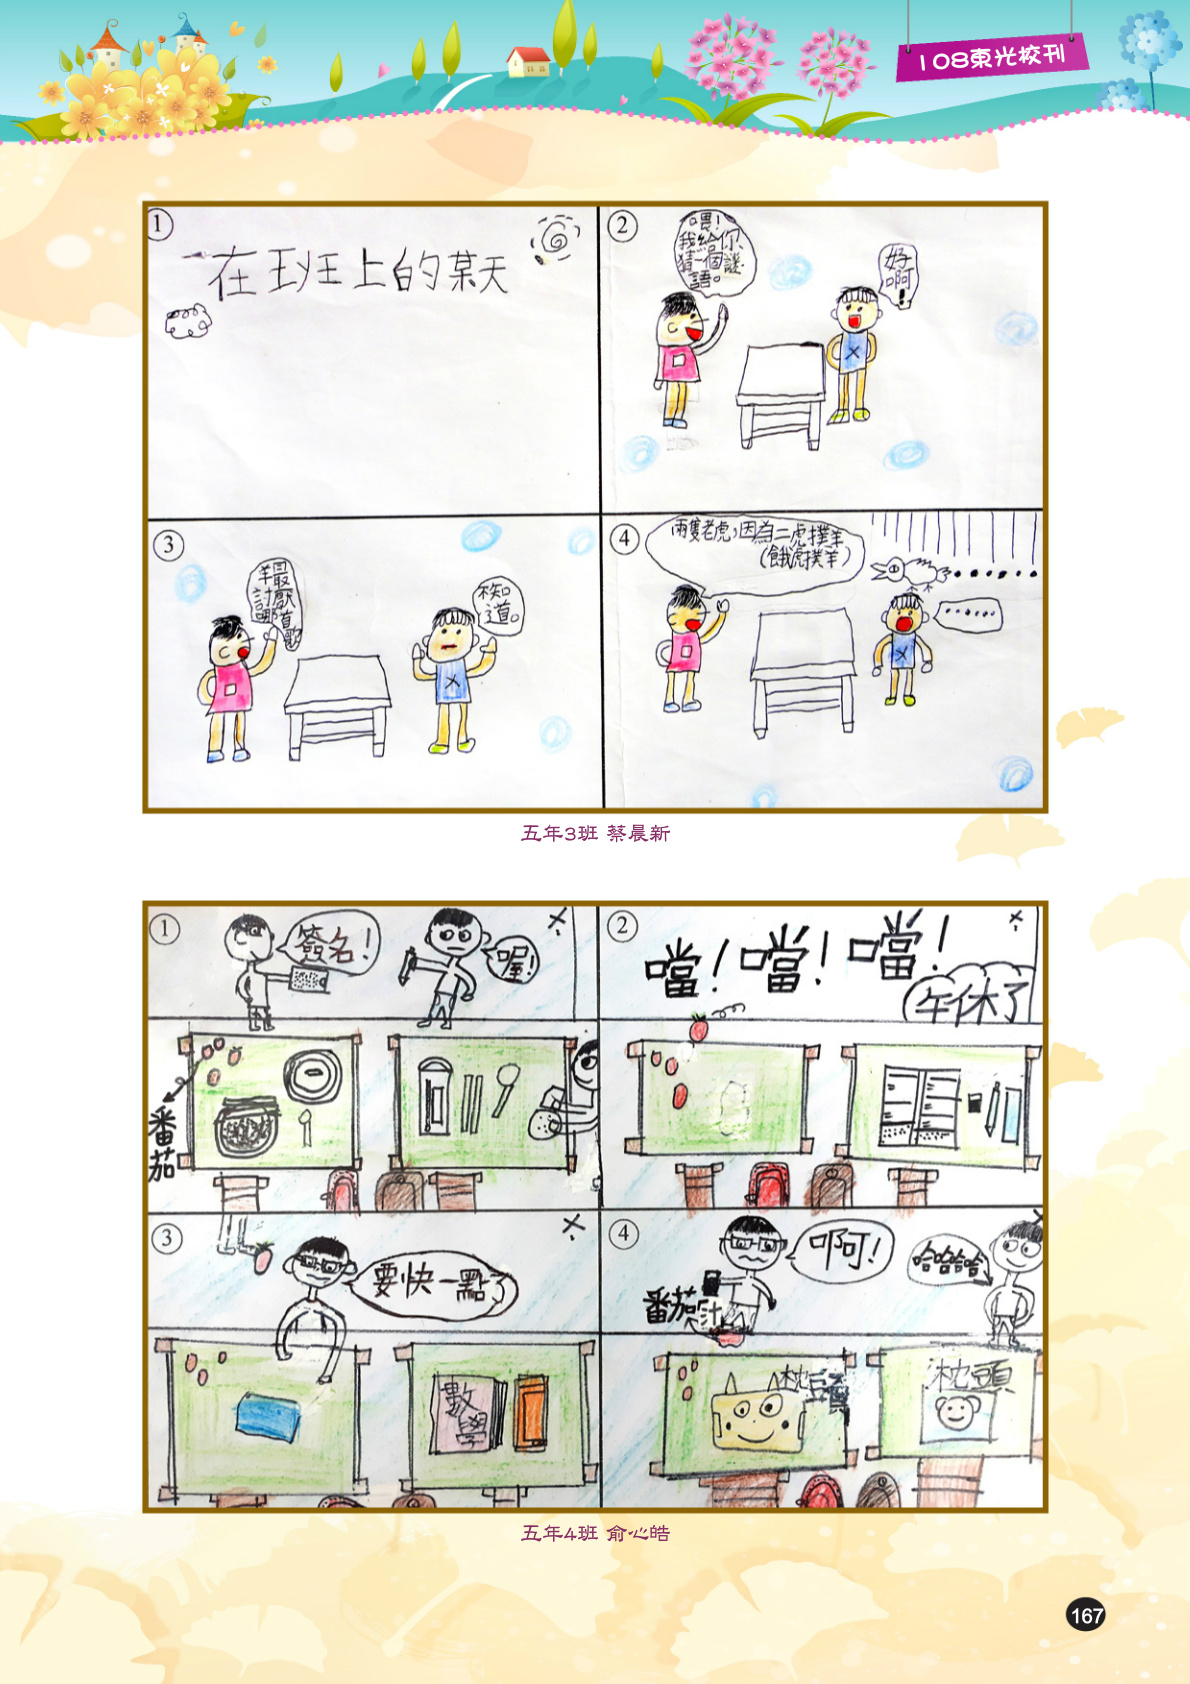 108東光校刊
1
在班上的某天
2
喂!我給你猜一個謎語。
好啊!
3
羊最討厭哪首歌
不知道。
4
兩隻老虎,因為二虎撲羊
(餓虎撲羊)
......
五年3班 蔡晨新
1
簽名!
喔!
番茄
2
噹!噹!噹!
午休了
3
要快一點了
數學
4
啊!
哈哈哈哈
番茄汁
枕頭
枕頭
五年4班 俞心皓
167